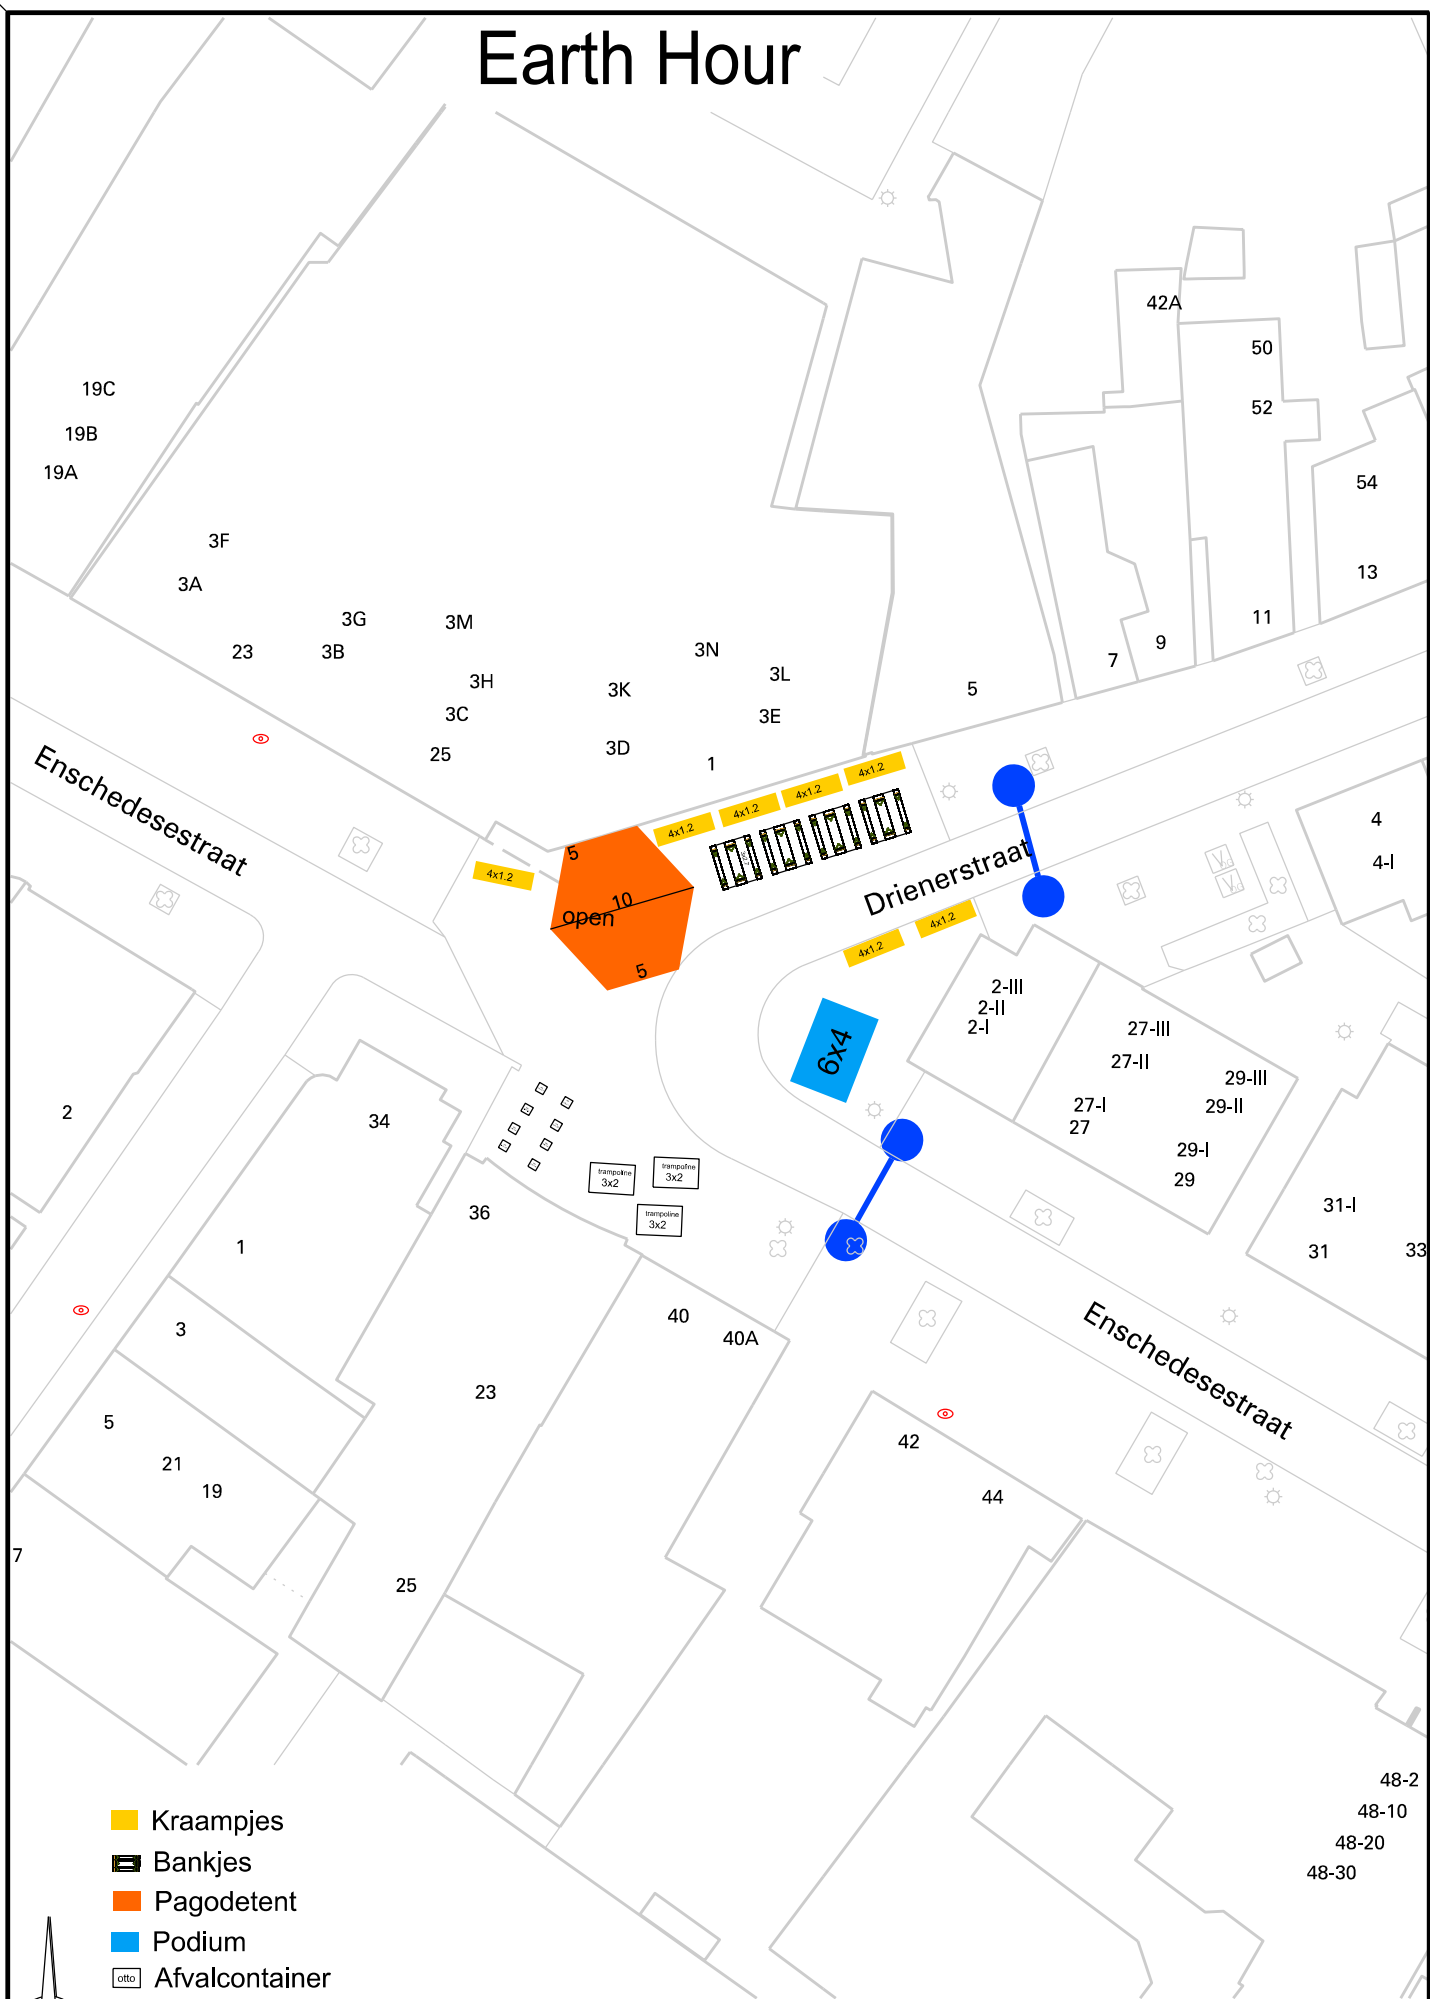 Earth Hour
42A
50
52
19C
19B
19A
54
13
3F
3A
3G
3M
11
23
3B
3N
9
7
3H
3K
3L
5
3C
3E
25
3D
1
Enschedesestraat
4x1.2
4x1.2
4x1.2
4x1.2
4x1.2
5
10
open
5
Drienerstraat
4x1.2
4x1.2
4
4-I
2-III
2-II
2-I
6x4
27-III
27-II
27-I
27
29-III
29-II
29-I
29
2
34
trampoline
3x2
trampoline
3x2
trampoline
3x2
36
31-I
31
33
1
3
40
40A
Enschedesestraat
23
5
21
19
42
44
7
25
48-2
48-10
48-20
48-30
Kraampjes
Bankjes
Pagodetent
Podium
otto
Afvalcontainer